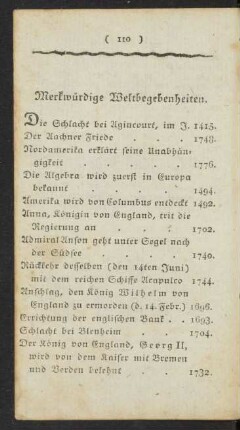 ( 110 )
Merkwürdige Weltbegebenheiten.
Die Schlacht bei Agincourt, im J. 1415.
Der Aachner Friede . . . . . 1748.
Nordamerika erklärt seine Unabhän-
gigkeit . . . . . 1776.
Die Algebra wird zuerst in Europa
bekannt . . . . . 1494.
Amerika wird von Columbus entdeckt 1492.
Anna, Königin von England, trit die
Regierung an . . . . . 1702.
Admiral Anson geht unter Segel nach
der Südsee . . . . . 1740.
Rückkehr desselben (den 14ten Juni)
mit dem reichen Schiffe Acapulco 1744.
Anschlag, den König Wilhelm von
England zu ermorden (d. 14. Febr.) 1696.
Errichtung der englischen Bank . . 1693.
Schlacht bei Blenheim . . . 1704.
Der König von England, Georg II,
wird von dem Kaiser mit Bremen
und Verden belehnt . . . 1732.